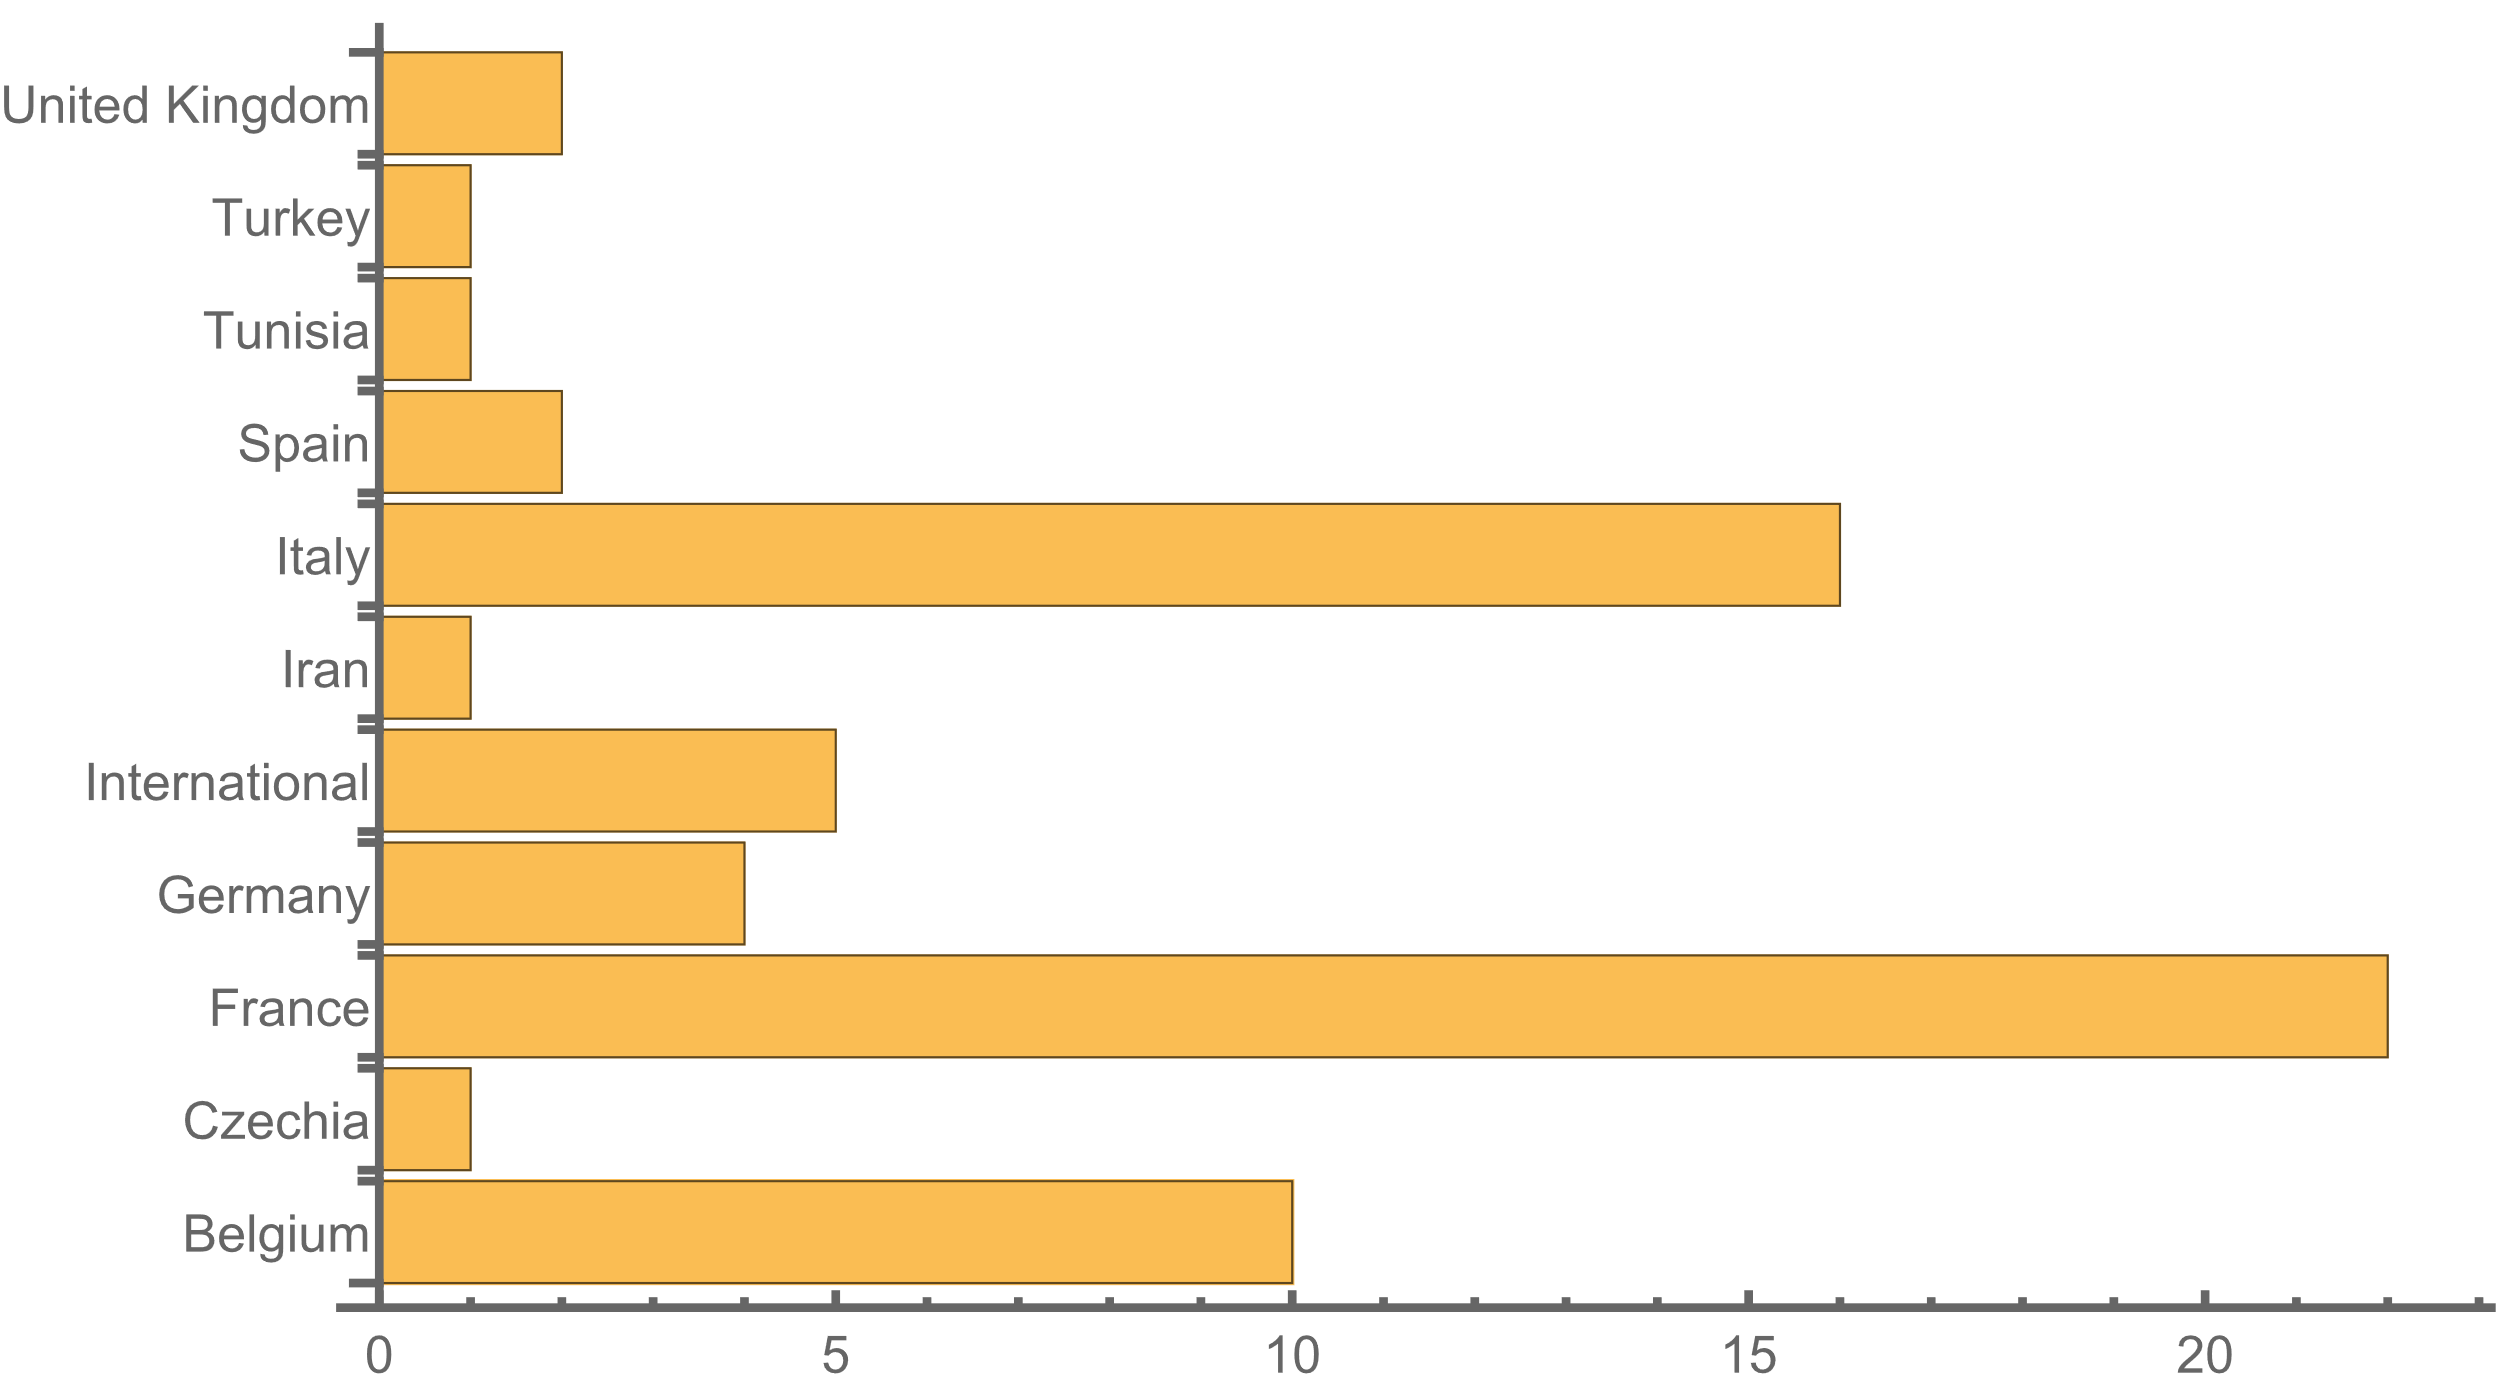 United Kingdom
Turkey
Tunisia
Spain
Italy
Iran
International
Germany
France
Czechia
Belgium
0 5 10 15 20